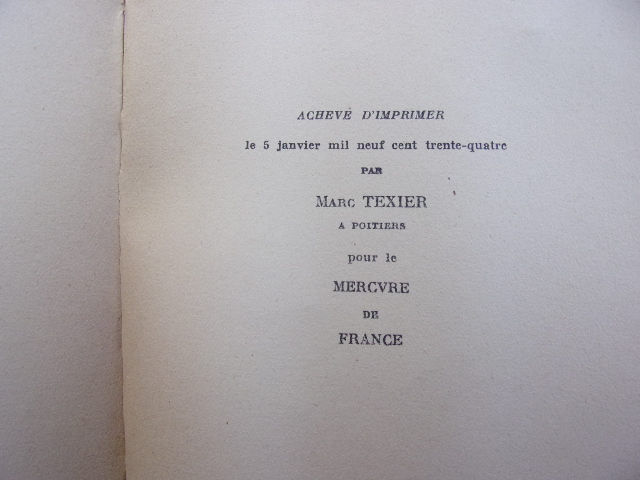 ACHEVÉ D'IMPRIMER
le 5 janvier mil neuf cent trente-quatre
PAR
MARC TEXIER
A POITIERS
pour le
MERCVRE
DE
FRANCE